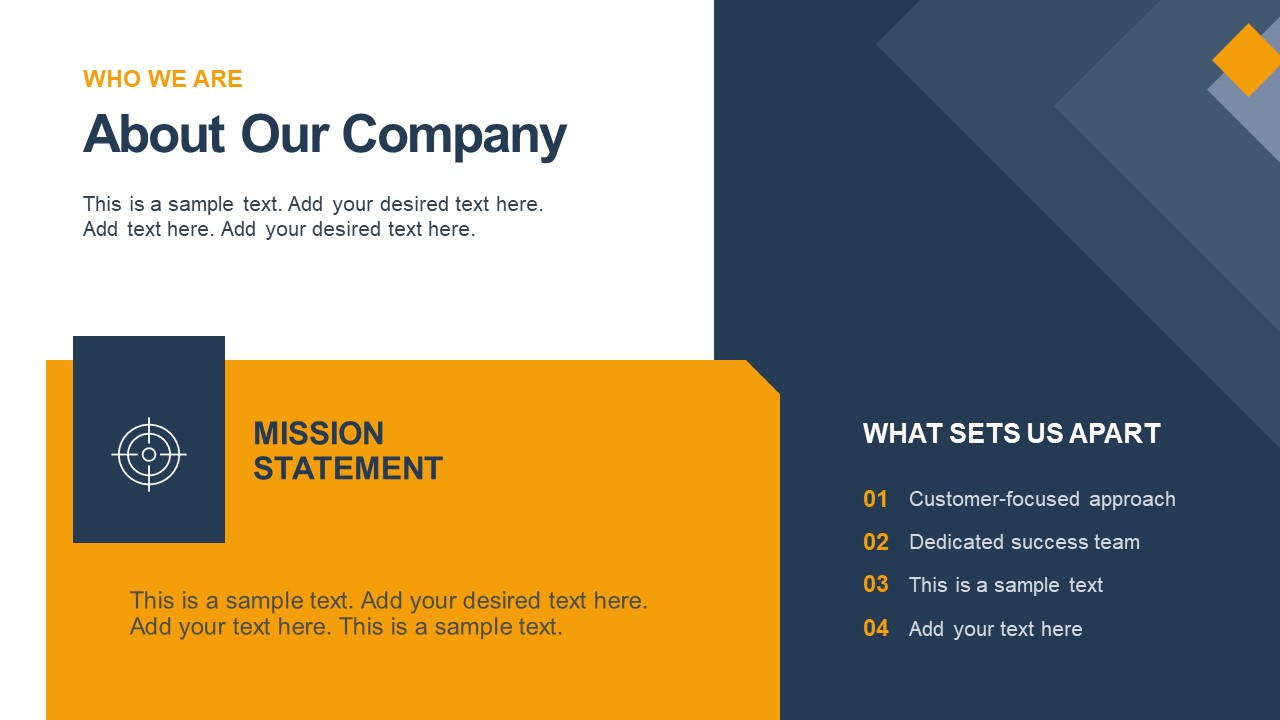 WHO WE ARE
About Our Company
This is a sample text. Add your desired text here.
Add text here. Add your desired text here.
MISSION
STATEMENT
This is a sample text. Add your desired text here.
Add your text here. This is a sample text.
WHAT SETS US APART
01 Customer-focused approach
02 Dedicated success team
03 This is a sample text
04 Add your text here